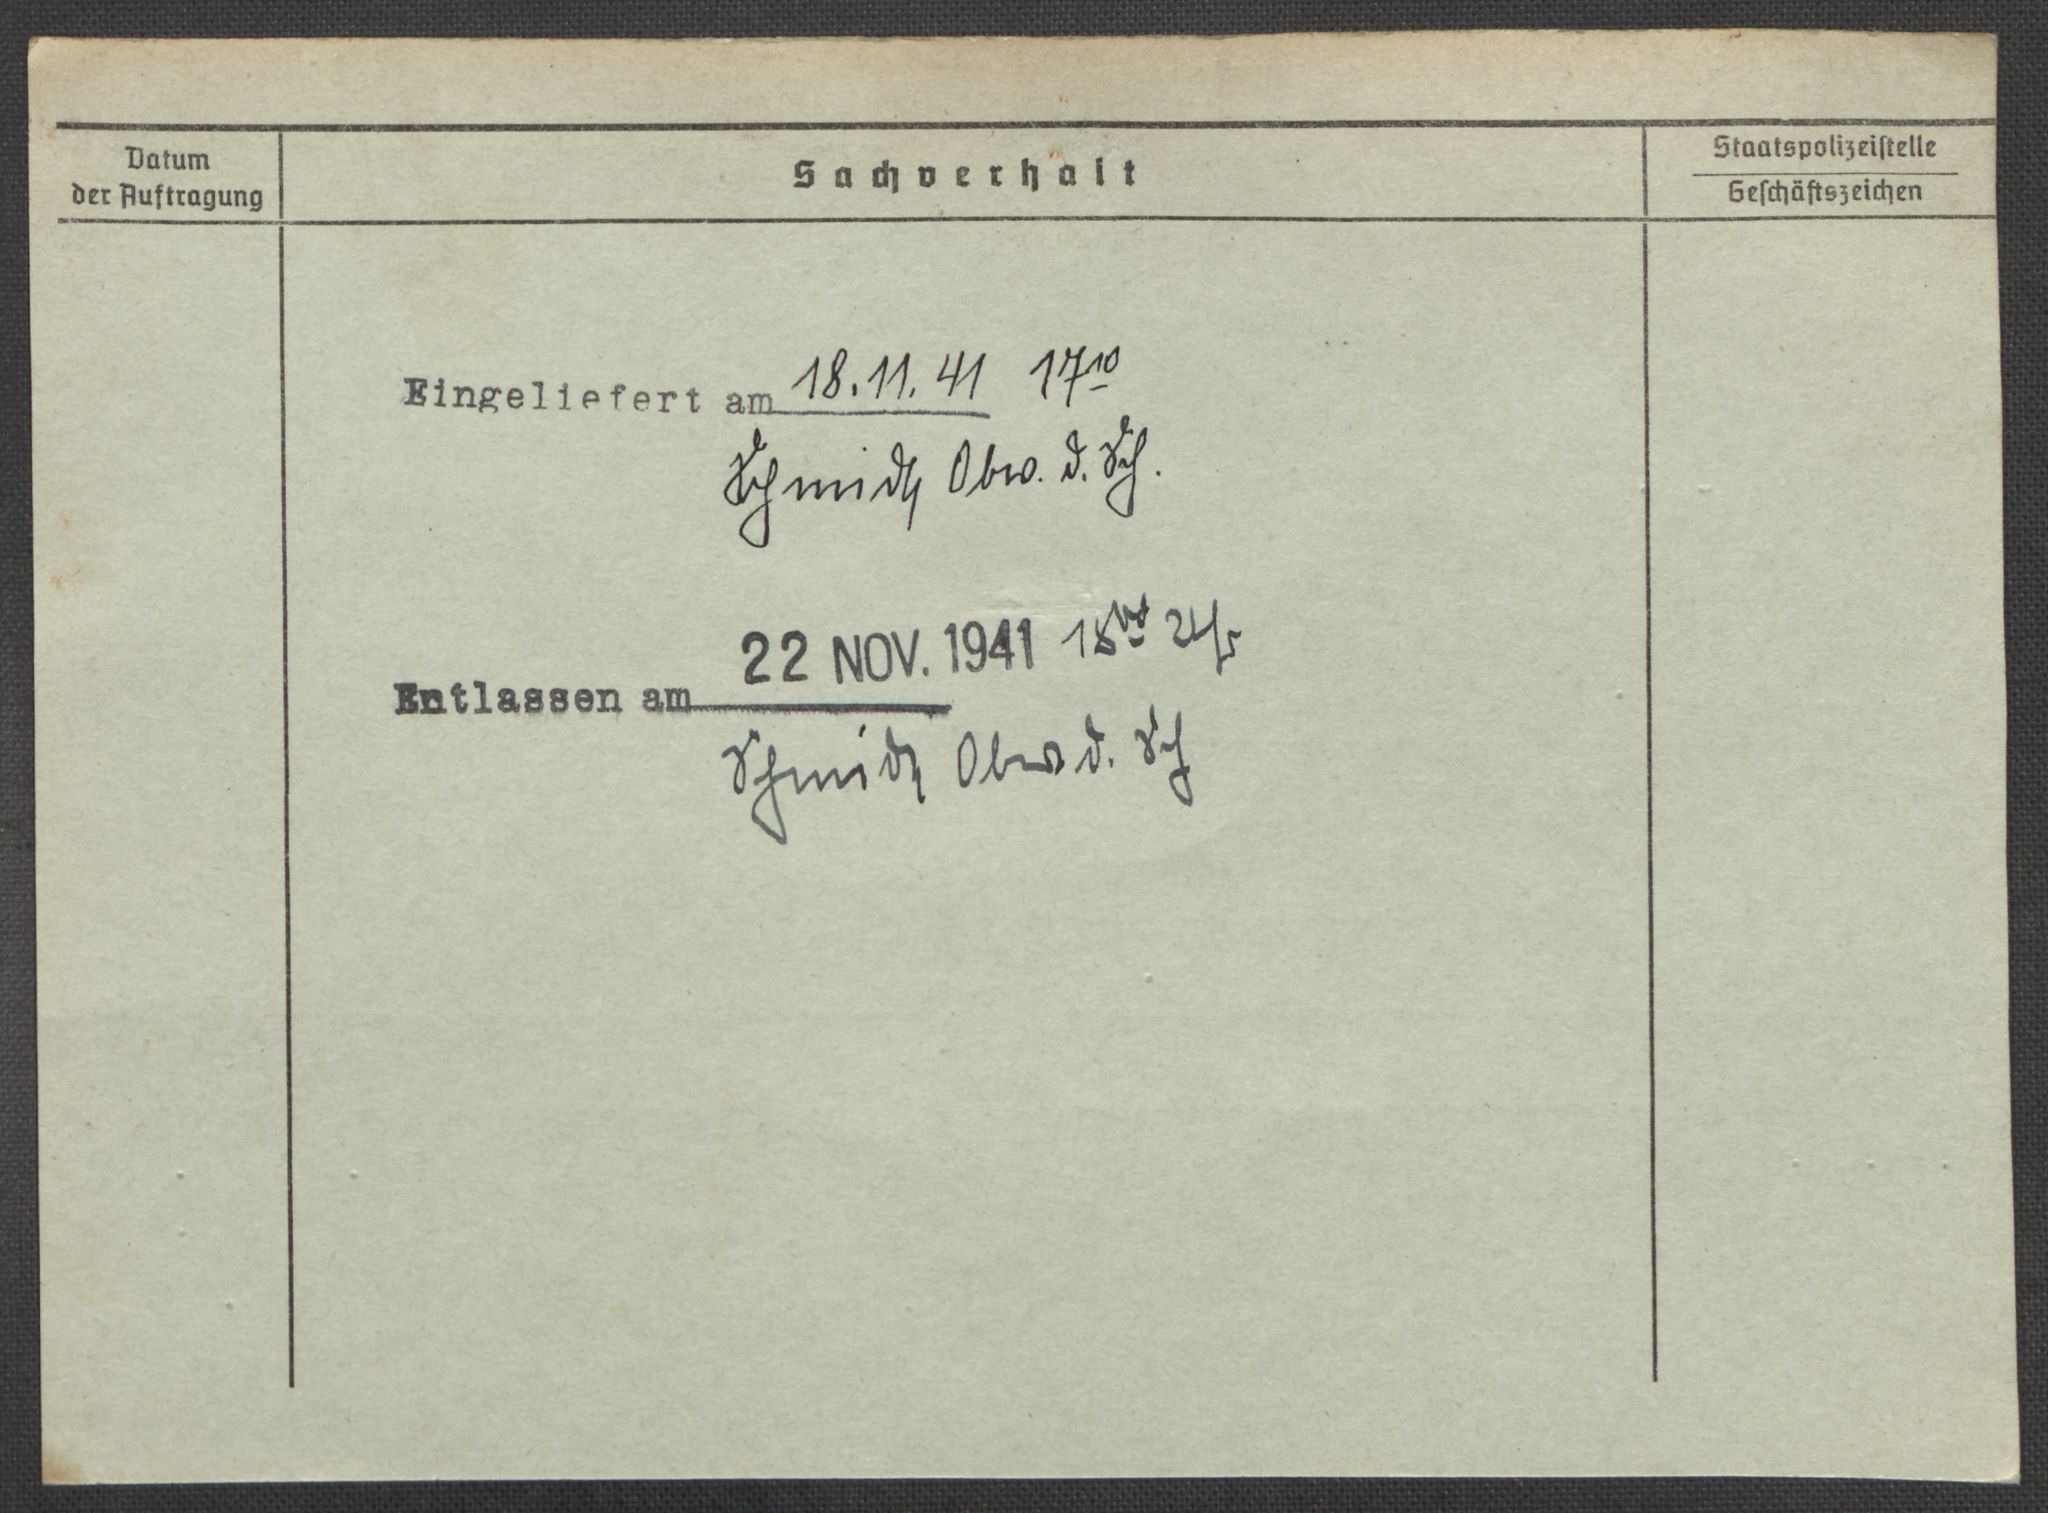 Datum
der Auftragung
Sachverhalt
Staatspolizeistelle
Geschäftszeichen
Eingeliefert am 18.11.41 17¹⁰
Schmidt, Obw. d. Sch.
Entlassen am 22 NOV. 1941
Schmidt, Obw d. Sch